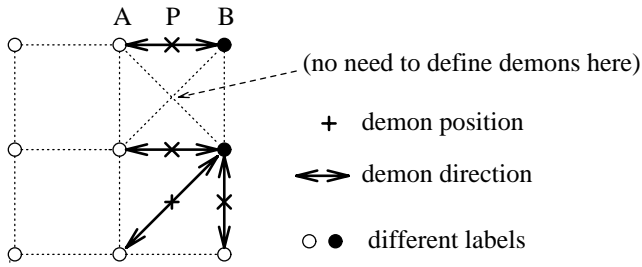 A P B
(no need to define demons here)
demon position
demon direction
different labels